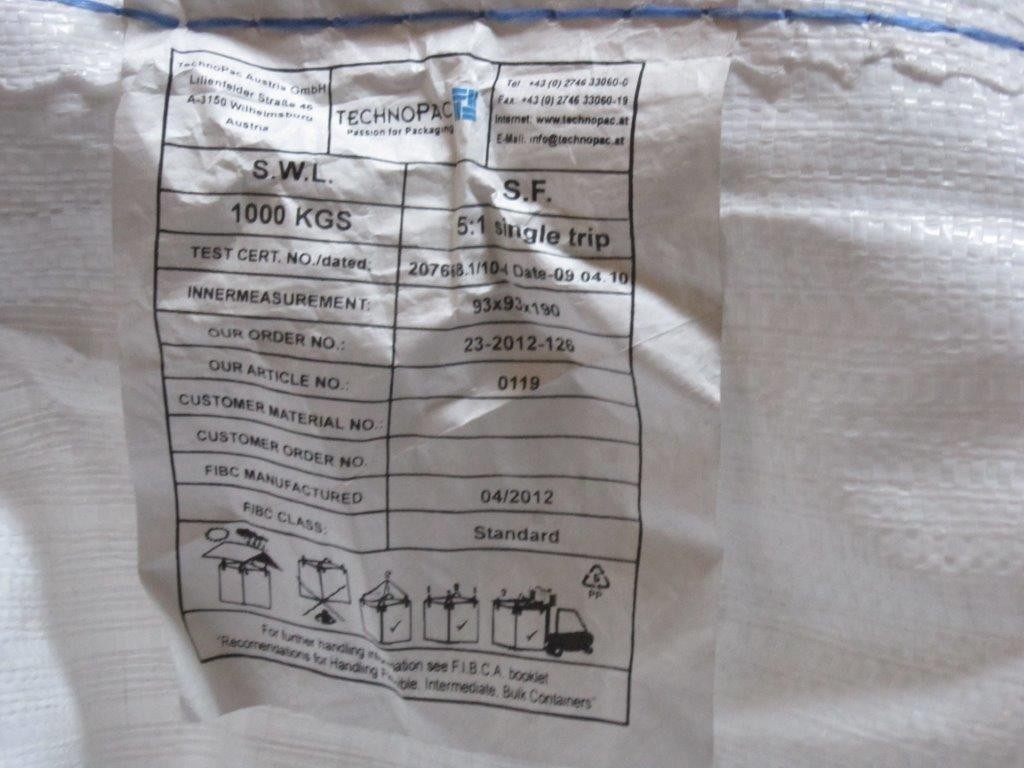 TechnoPac Austria GmbH
Lilienfelder Straße 46
A-3150 Wilhelmsburg
Austria
TECHNOPAC
Passion for Packaging
Tel +43 (0) 2746 33060-0
Fax +43 (0) 2746 33060-19
Internet: www.technopac.at
E-Mail: info@technopac.at
S.W.L. S.F.
1000 KGS 5:1 single trip
TEST CERT. NO./dated: Date-09 04. 10
INNERMEASUREMENT: 93x93x190
OUR ORDER NO.: 23-2012-126
OUR ARTICLE NO.: 0119
CUSTOMER MATERIAL NO.:
CUSTOMER ORDER NO.
FIBC MANUFACTURED 04/2012
FIBC CLASS: Standard
5
PP
For further handling information see F.I.B.C.A. booklet
"Recomendations for Handling Flexible, Intermediate, Bulk Containers"